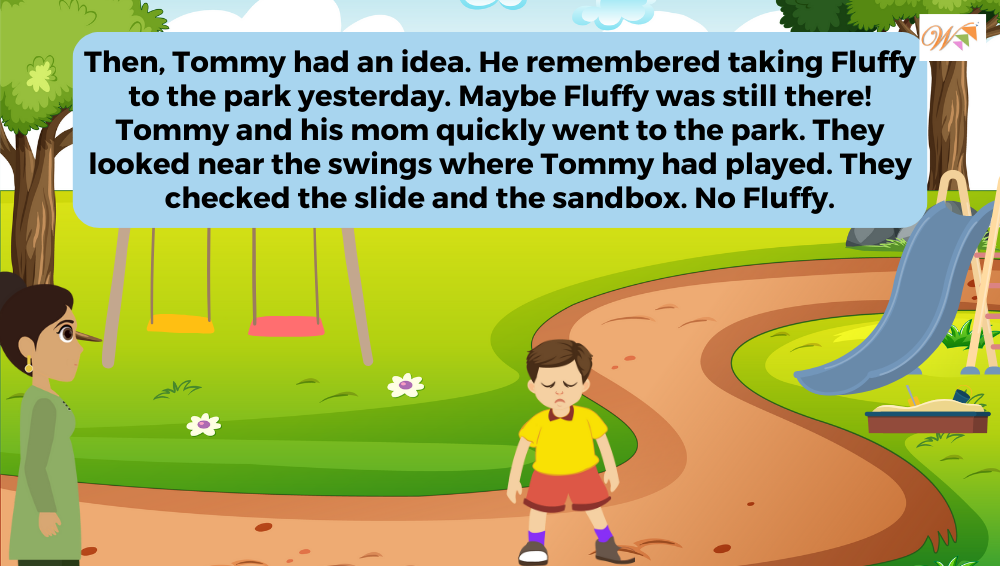 Then, Tommy had an idea. He remembered taking Fluffy
to the park yesterday. Maybe Fluffy was still there!
Tommy and his mom quickly went to the park. They
looked near the swings where Tommy had played. They
checked the slide and the sandbox. No Fluffy.
W